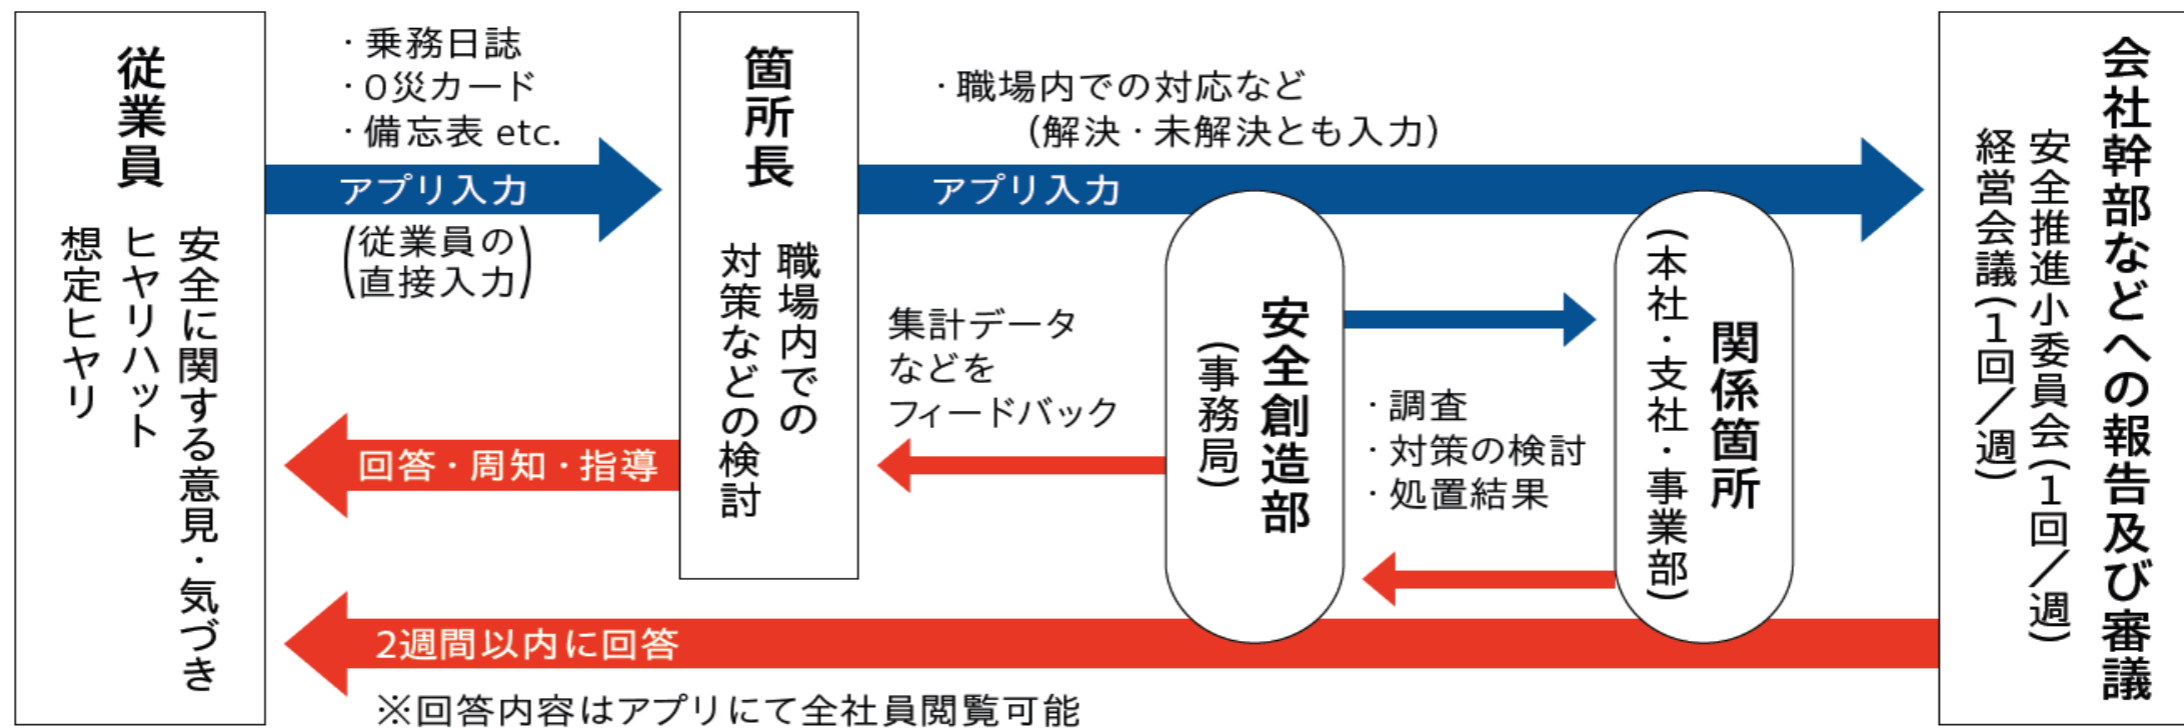 従業員
安全に関する意見・気づき
ヒヤリハット
想定ヒヤリ
・乗務日誌
・0災カード
・備忘表 etc.
アプリ入力
(従業員の
直接入力)
回答・周知・指導
箇所長
職場内での
対策などの検討
・職場内での対応など
(解決・未解決とも入力)
アプリ入力
集計データ
などを
フィードバック
安全創造部
(事務局)
・調査
・対策の検討
・処置結果
関係箇所
(本社・支社・事業部)
会社幹部などへの報告及び審議
安全推進小委員会(1回/週)
経営会議(1回/週)
2週間以内に回答
※回答内容はアプリにて全社員閲覧可能